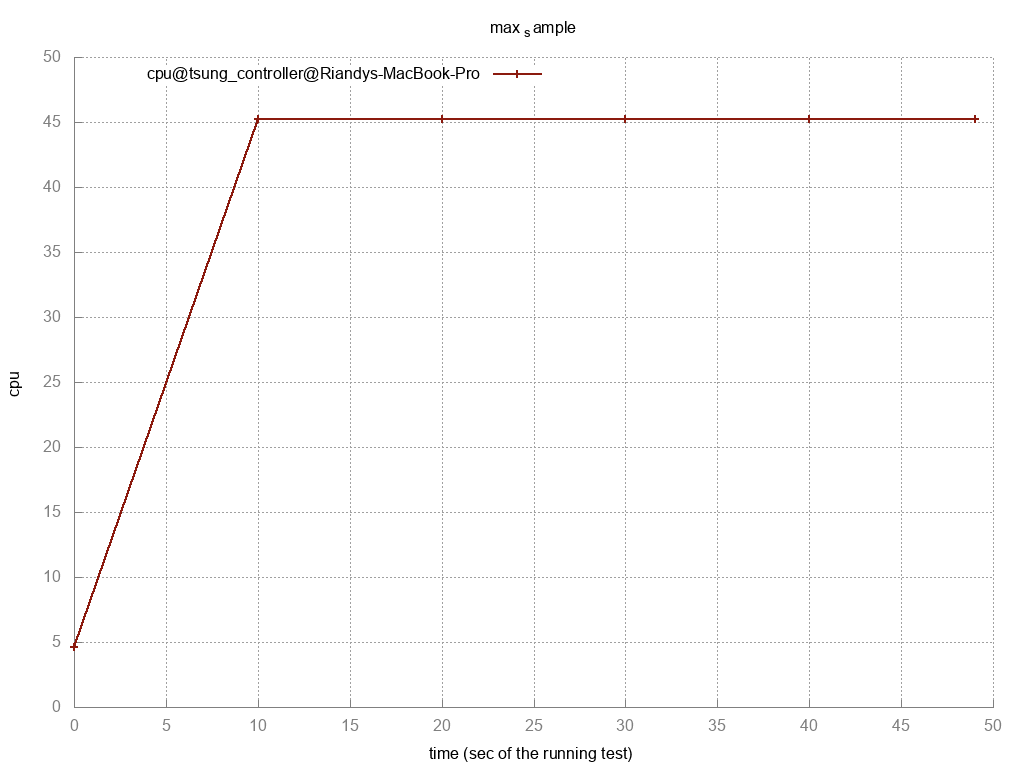 max s ample
cpu@tsung_controller@Riandys-MacBook-Pro
50
45
40
35
30
25
20
15
10
5
0
cpu
0 5 10 15 20 25 30 35 40 45 50
time (sec of the running test)